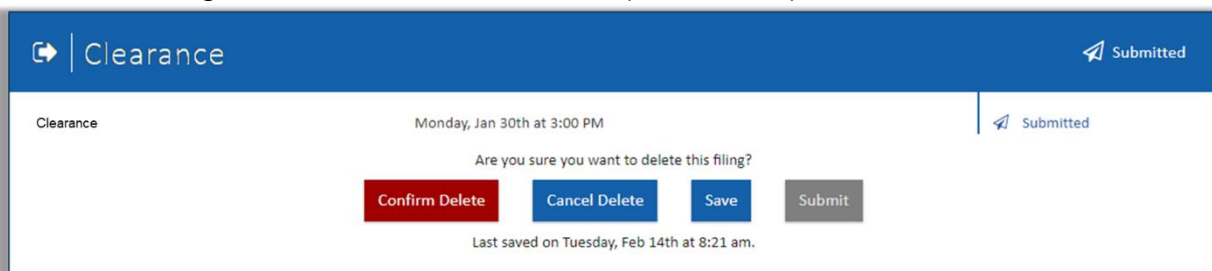 Clearance
Submitted
Clearance
Monday, Jan 30th at 3:00 PM
Submitted
Are you sure you want to delete this filing?
Confirm Delete
Cancel Delete
Save
Submit
Last saved on Tuesday, Feb 14th at 8:21 am.